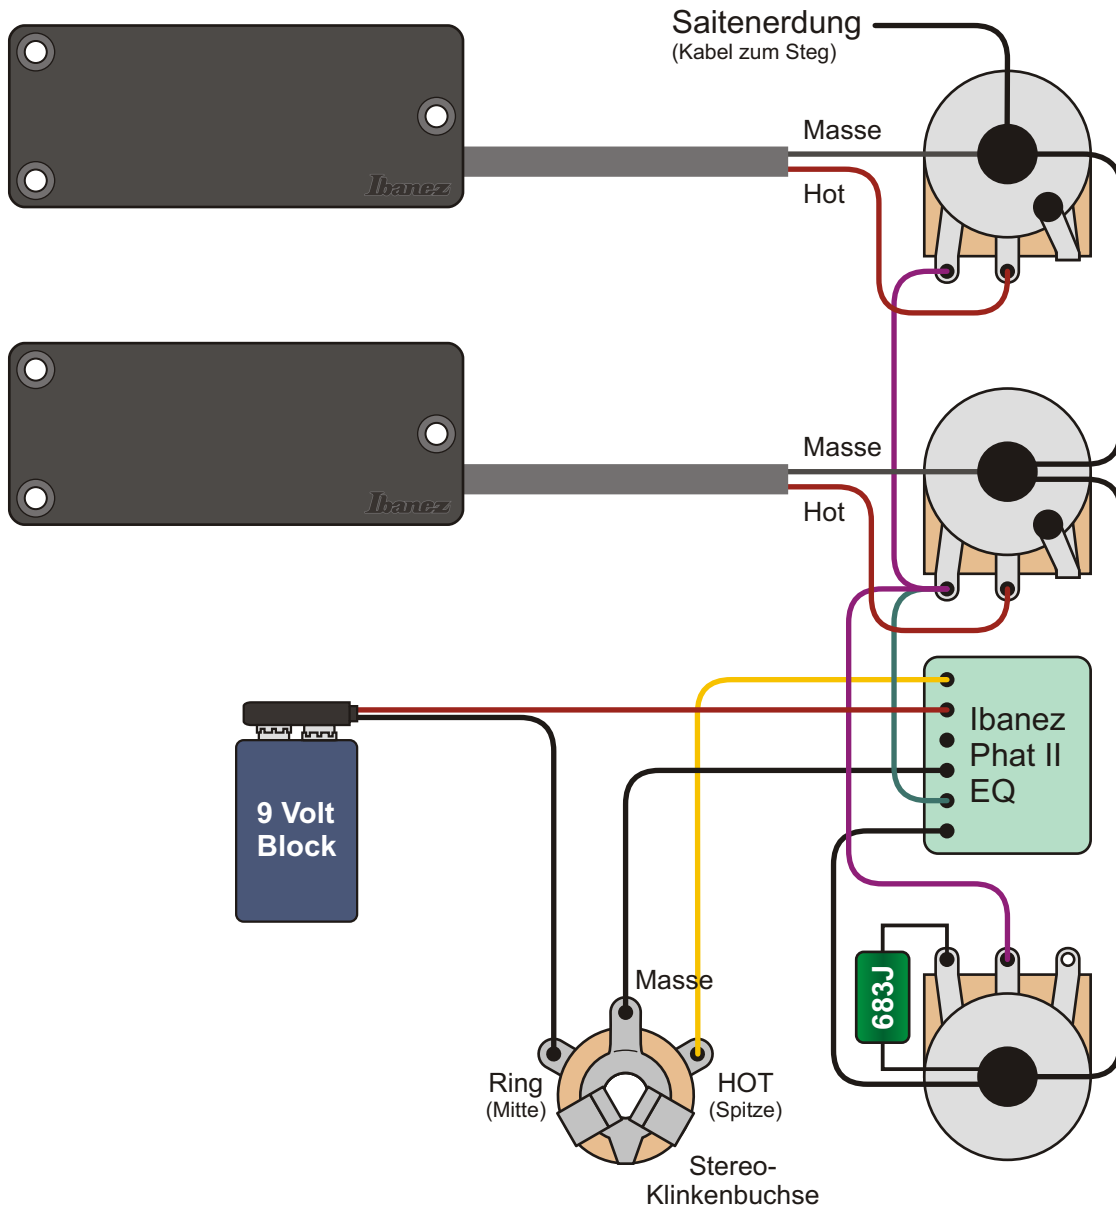 Saitenerdung
(Kabel zum Steg)
Masse
Hot
Ibanez
Masse
Hot
Ibanez
Ibanez
Phat II
EQ
9 Volt
Block
683J
Masse
Ring
(Mitte)
HOT
(Spitze)
Stereo-
Klinkenbuchse